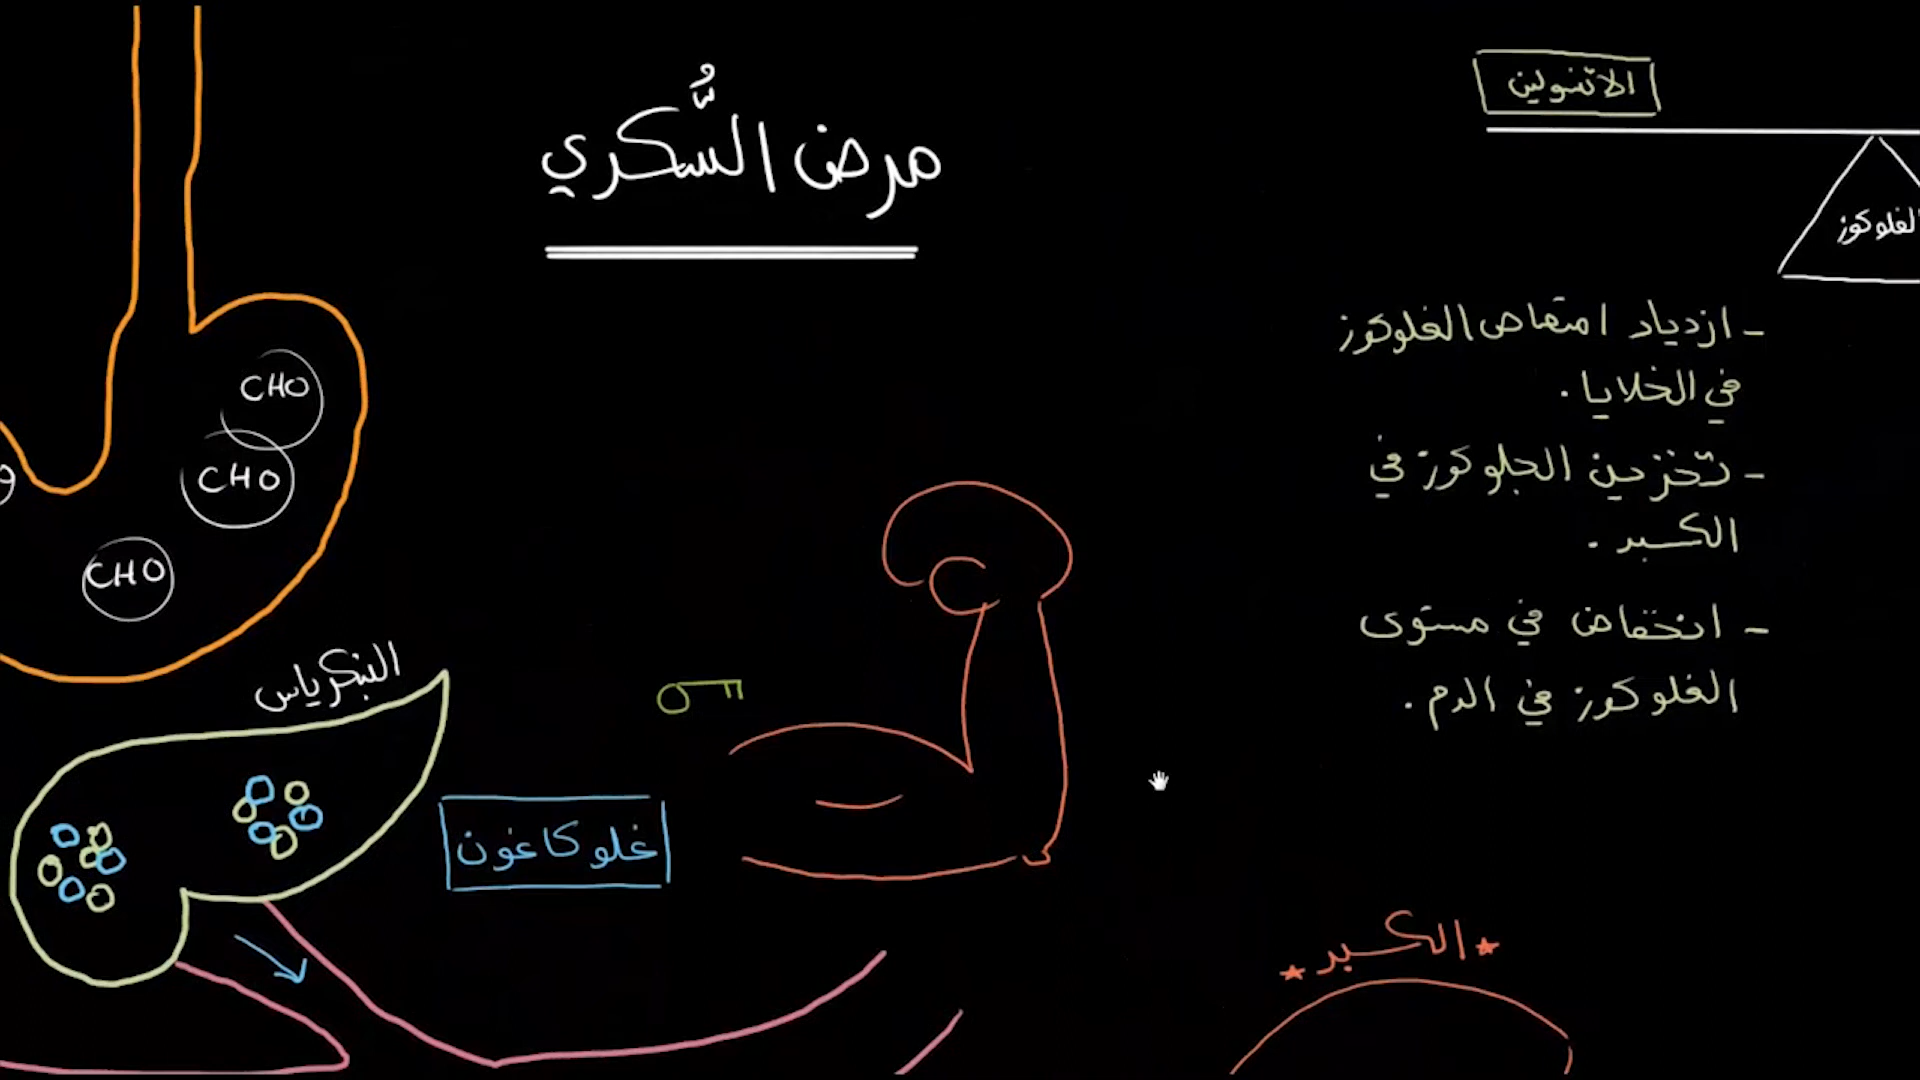 مرض السُّكري
الانسولين
الغلوكوز
- ازدياد امتصاص الغلوكوز
في الخلايا .
- تخزين الجلوكوز في
الكبد .
- انخفاض في مستوى
الغلوكوز في الدم .
CHO
CHO
CHO
البنكرياس
غلوكاغون
الكبد